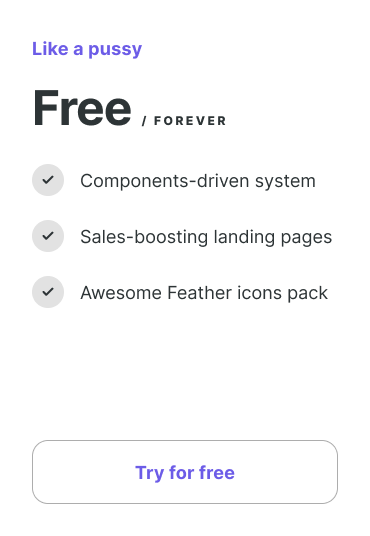 Like a pussy
Free / FOREVER
Components-driven system
Sales-boosting landing pages
Awesome Feather icons pack
Try for free